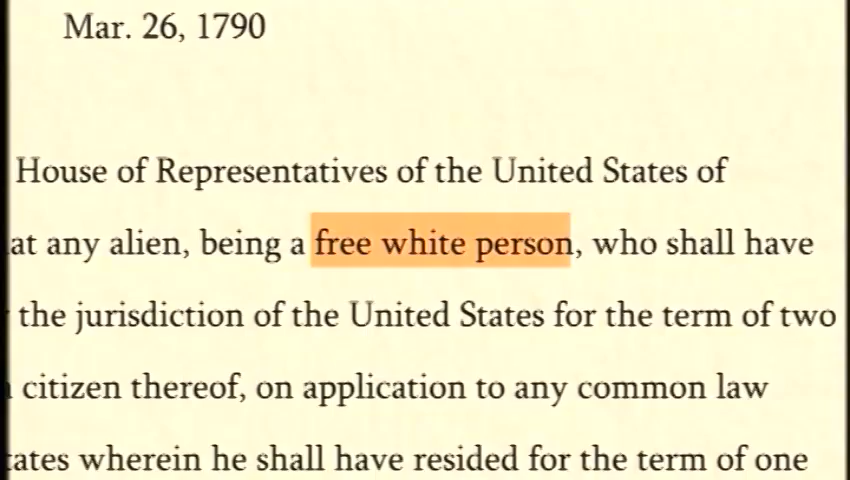 Mar. 26, 1790
House of Representatives of the United States of
at any alien, being a free white person, who shall have
the jurisdiction of the United States for the term of two
citizen thereof, on application to any common law
wherein he shall have resided for the term of one